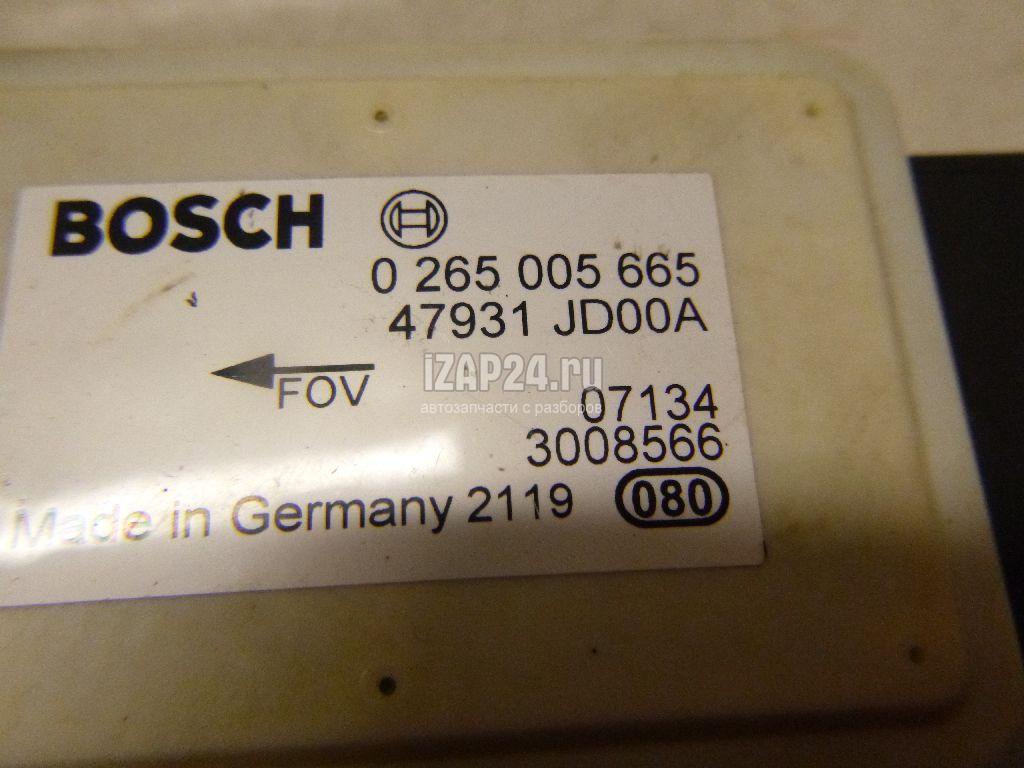 BOSCH
0 265 005 665
47931 JD00A
FOV
iZAP24.ru
автозапчасти с разборов
07134
3008566
Made in Germany 2119
080